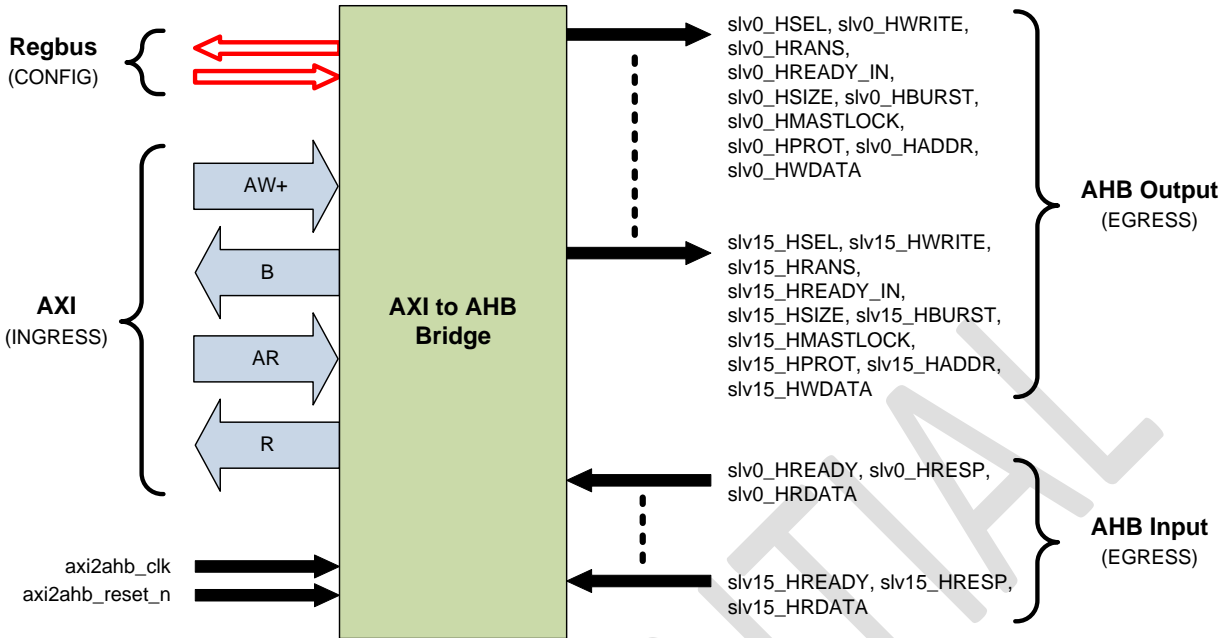 Regbus
(CONFIG)
AXI
(INGRESS)
AW+
B
AR
R
axi2ahb_clk
axi2ahb_reset_n
AXI to AHB
Bridge
slv0_HSEL, slv0_HWRITE,
slv0_HRANS,
slv0_HREADY_IN,
slv0_HSIZE, slv0_HBURST,
slv0_HMASTLOCK,
slv0_HPROT, slv0_HADDR,
slv0_HWDATA
AHB Output
(EGRESS)
slv15_HSEL, slv15_HWRITE,
slv15_HRANS,
slv15_HREADY_IN,
slv15_HSIZE, slv15_HBURST,
slv15_HMASTLOCK,
slv15_HPROT, slv15_HADDR,
slv15_HWDATA
slv0_HREADY, slv0_HRESP,
slv0_HRDATA
AHB Input
(EGRESS)
slv15_HREADY, slv15_HRESP,
slv15_HRDATA